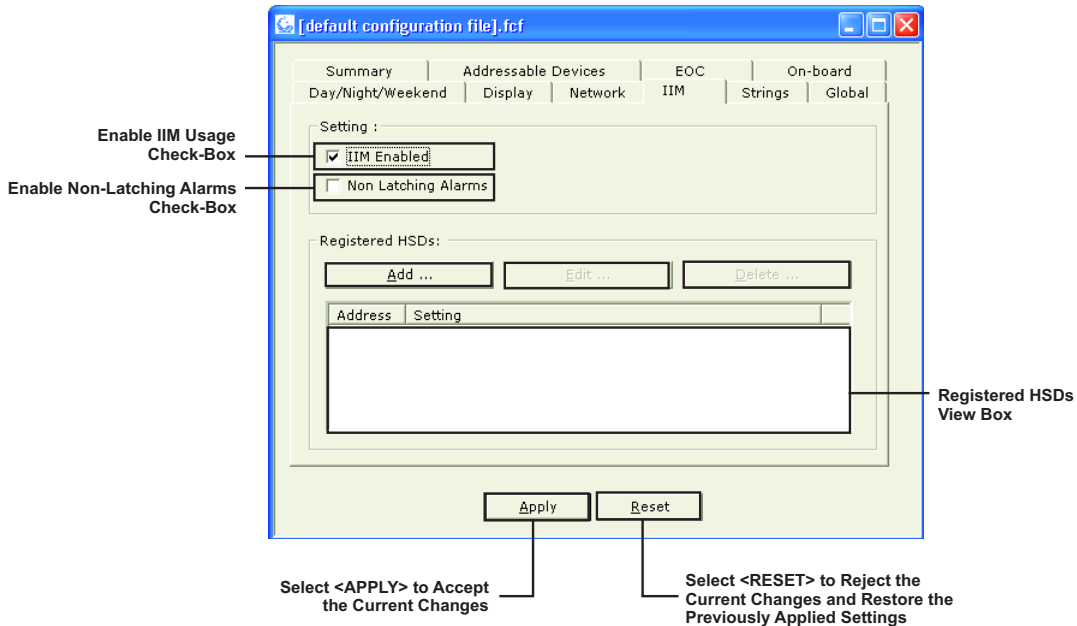 [default configuration file].fcf
Summary Addressable Devices EOC On-board
Day/Night/Weekend Display Network IIM Strings Global
Setting :
Enable IIM Usage
Check-Box
IIM Enabled
Enable Non-Latching Alarms
Check-Box
Non Latching Alarms
Registered HSDs:
Add ... Edit ... Delete ...
Address Setting
Registered HSDs
View Box
Apply Reset
Select <APPLY> to Accept
the Current Changes
Select <RESET> to Reject the
Current Changes and Restore the
Previously Applied Settings